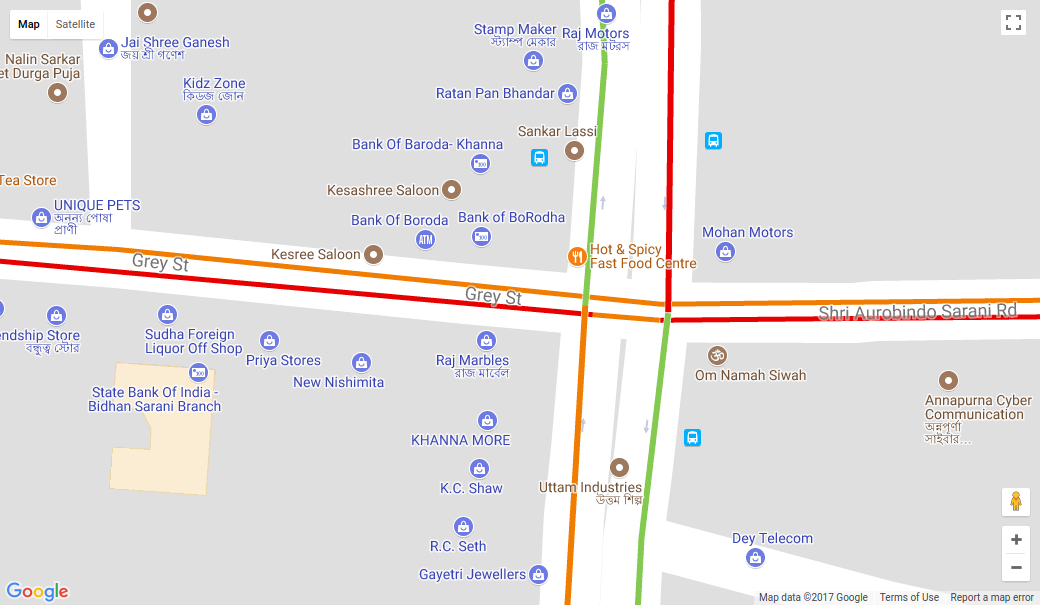 Map
Satellite
Stamp Maker
স্ট্যাম্প মেকার
Raj Motors
রাজ মটরস
Jai Shree Ganesh
জয় শ্রী গণেশ
Nalin Sarkar
et Durga Puja
Kidz Zone
কিডজ জোন
Ratan Pan Bhandar
Sankar Lassi
Bank Of Baroda- Khanna
Tea Store
Kesashree Saloon
UNIQUE PETS
অনন্য পোষা
প্রাণী
Bank Of Boroda
Bank of BoRodha
Mohan Motors
Kesree Saloon
Hot & Spicy
Fast Food Centre
Grey St
Grey St
Shri Aurobindo Sarani Rd
endship Store
বন্ধুত্ব স্টোর
Sudha Foreign
Liquor Off Shop
Priya Stores
Raj Marbles
রাজ মার্বেল
New Nishimita
Om Namah Siwah
State Bank Of India -
Bidhan Sarani Branch
Annapurna Cyber
Communication
অন্নপূর্ণা
সাইবার...
KHANNA MORE
K.C. Shaw
Uttam Industries
উত্তম শিল্প
R.C. Seth
Dey Telecom
Gayetri Jewellers
ATM
Google
Map data ©2017 Google
Terms of Use
Report a map error